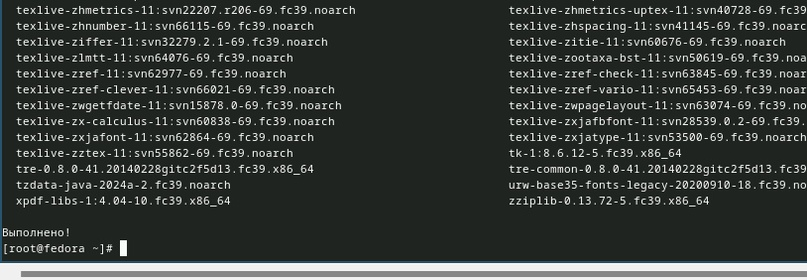 texlive-zhmetrics-11:svn22207.r206-69.fc39.noarch texlive-zhmetrics-uptex-11:svn40728-69.fc39
texlive-zhnumber-11:svn66115-69.fc39.noarch texlive-zhspacing-11:svn41145-69.fc39.noarch
texlive-ziffer-11:svn32279.2.1-69.fc39.noarch texlive-zitie-11:svn60676-69.fc39.noarch
texlive-zlmtt-11:svn64076-69.fc39.noarch texlive-zootaxa-bst-11:svn50619-69.fc39.noa
texlive-zref-11:svn62977-69.fc39.noarch texlive-zref-check-11:svn63845-69.fc39.noar
texlive-zref-clever-11:svn66021-69.fc39.noarch texlive-zref-vario-11:svn65453-69.fc39.noar
texlive-zwgetfdate-11:svn15878.0-69.fc39.noarch texlive-zwpagelayout-11:svn63074-69.fc39.no
texlive-zx-calculus-11:svn60838-69.fc39.noarch texlive-zxjafbfont-11:svn28539.0.2-69.fc39.
texlive-zxjafont-11:svn62864-69.fc39.noarch texlive-zxjatype-11:svn53500-69.fc39.noarch
texlive-zztex-11:svn55862-69.fc39.noarch tk-1:8.6.12-5.fc39.x86_64
tre-0.8.0-41.20140228gitc2f5d13.fc39.x86_64 tre-common-0.8.0-41.20140228gitc2f5d13.fc39
tzdata-java-2024a-2.fc39.noarch urw-base35-fonts-legacy-20200910-18.fc39.no
xpdf-libs-1:4.04-10.fc39.x86_64 zziplib-0.13.72-5.fc39.x86_64
Выполнено!
[root@fedora ~]#